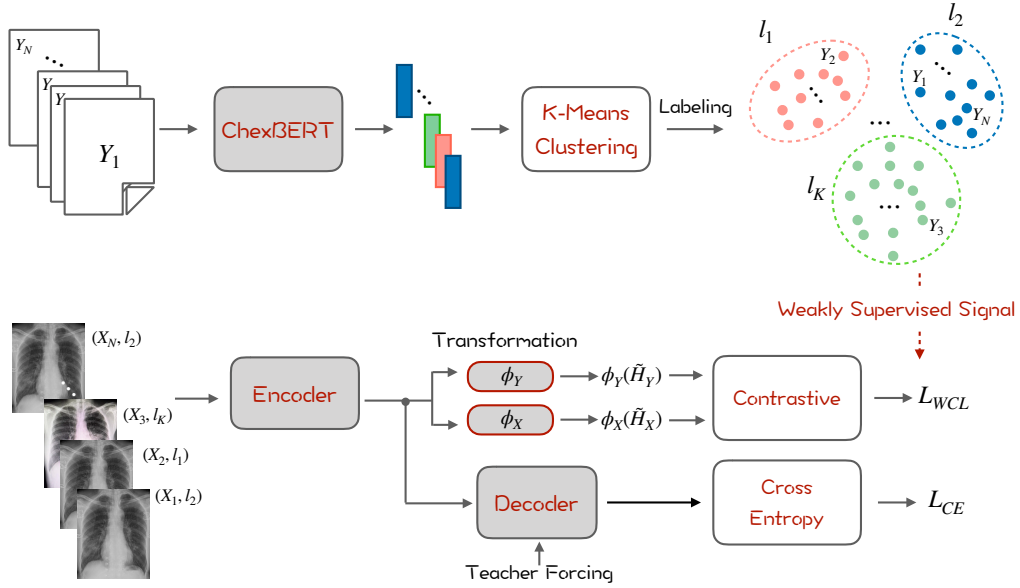 Y_N
Y
Y
Y_1
ChexBERT
K-Means
Clustering
Labeling
l_1
Y_2
l_2
Y_1
Y_N
...
l_K
...
Y_3
Weakly Supervised Signal
(X_N, l_2)
(X_3, l_K)
(X_2, l_1)
(X_1, l_2)
Encoder
Transformation
ϕ_Y
ϕ_Y(H̃_Y)
ϕ_X
ϕ_X(H̃_X)
Contrastive
L_WCL
Decoder
Cross
Entropy
L_CE
Teacher Forcing